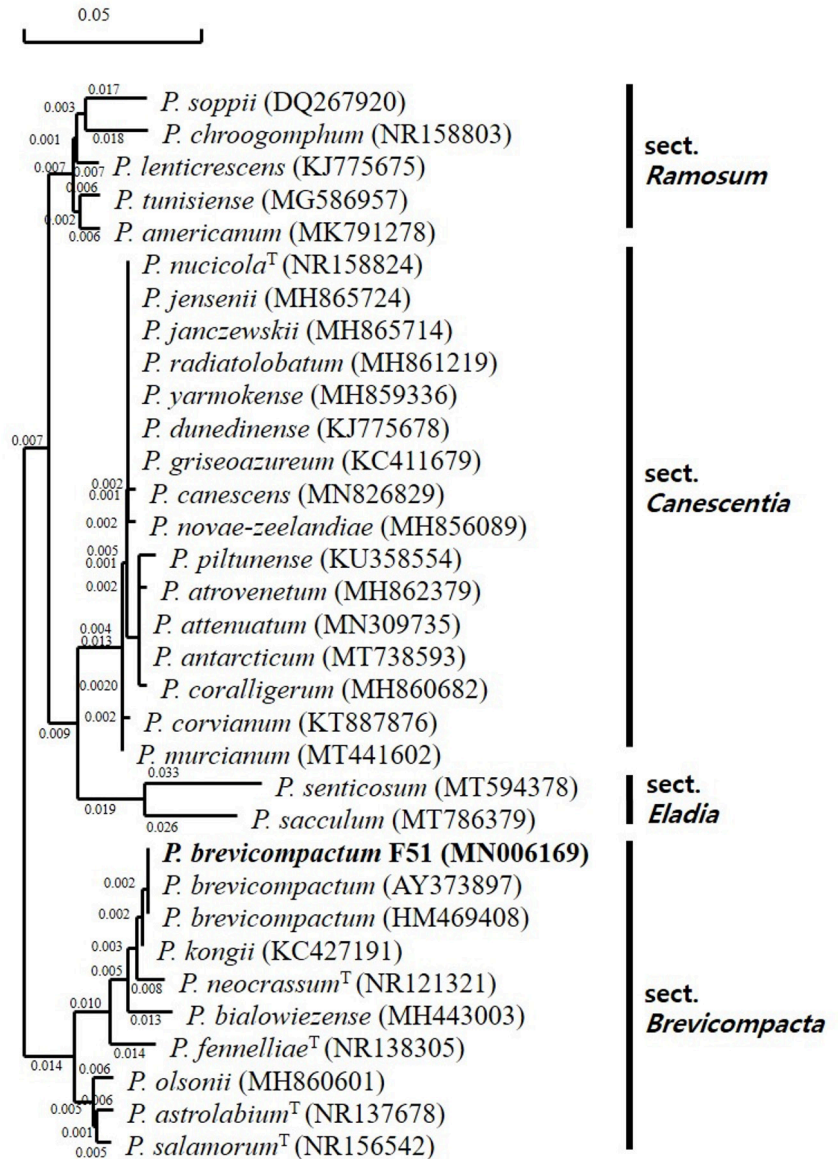 0.05
0.017
P. soppii (DQ267920)
0.003
0.018
P. chroogomphum (NR158803)
sect.
Ramosum
0.001
0.007
0.007
P. lenticrescens (KJ775675)
0.006
P. tunisiense (MG586957)
0.002
0.006
P. americanum (MK791278)
P. nucicolaT (NR158824)
P. jensenii (MH865724)
P. janczewskii (MH865714)
P. radiatolobatum (MH861219)
P. yarmokense (MH859336)
P. dunedinense (KJ775678)
0.007
P. griseoazureum (KC411679)
sect.
Canescentia
0.002
0.001
P. canescens (MN826829)
0.002
P. novae-zeelandiae (MH856089)
0.005
0.001
P. piltunense (KU358554)
0.002
P. atrovenetum (MH862379)
0.004
0.013
P. attenuatum (MN309735)
P. antarcticum (MT738593)
0.0020
P. coralligerum (MH860682)
0.002
P. corvianum (KT887876)
0.009
P. murcianum (MT441602)
0.033
P. senticosum (MT594378)
sect.
Eladia
0.019
0.026
P. sacculum (MT786379)
P. brevicompactum F51 (MN006169)
0.002
P. brevicompactum (AY373897)
0.002
P. brevicompactum (HM469408)
0.003
P. kongii (KC427191)
0.005
0.008
P. neocrassumT (NR121321)
sect.
Brevicompacta
0.010
0.013
P. bialowiezense (MH443003)
0.014
P. fennelliaeT (NR138305)
0.014
0.006
P. olsonii (MH860601)
0.005
0.006
P. astrolabiumT (NR137678)
0.001
0.005
P. salamorumT (NR156542)